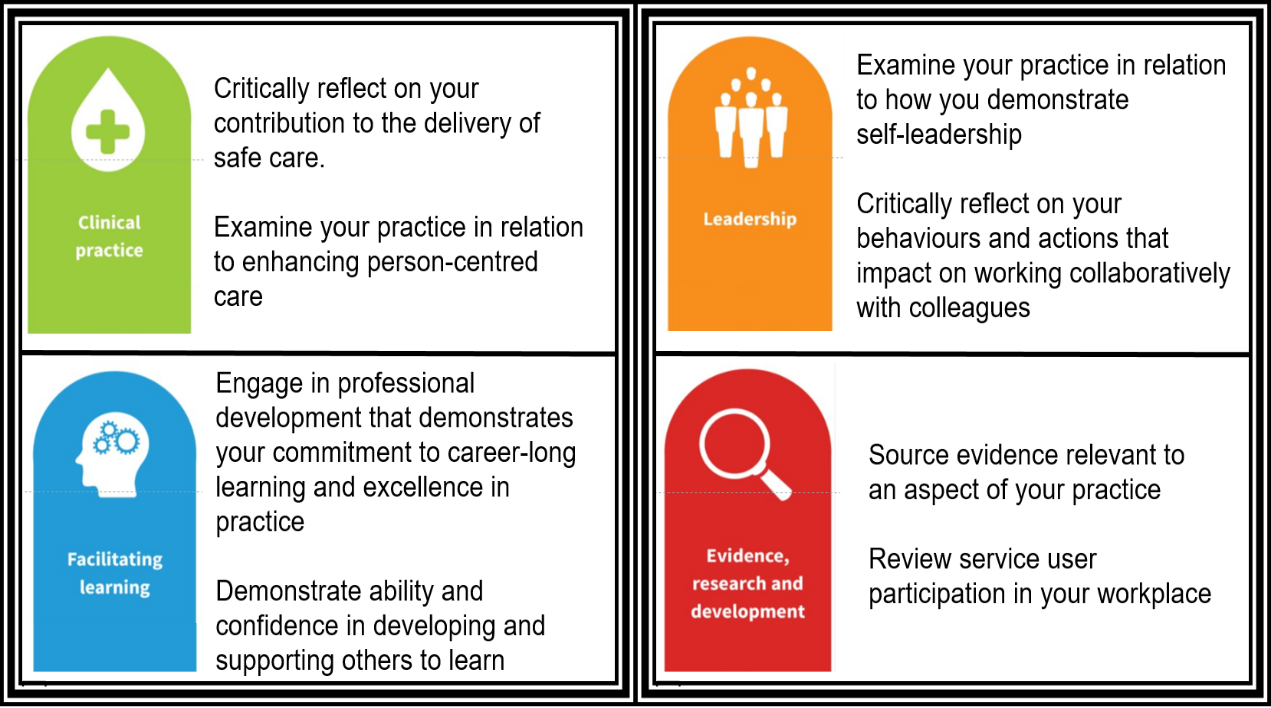 Clinical
practice
Critically reflect on your
contribution to the delivery of
safe care.
Examine your practice in relation
to enhancing person-centred
care
Leadership
Examine your practice in relation
to how you demonstrate
self-leadership
Critically reflect on your
behaviours and actions that
impact on working collaboratively
with colleagues
Facilitating
learning
Engage in professional
development that demonstrates
your commitment to career-long
learning and excellence in
practice
Demonstrate ability and
confidence in developing and
supporting others to learn
Evidence,
research and
development
Source evidence relevant to
an aspect of your practice
Review service user
participation in your workplace